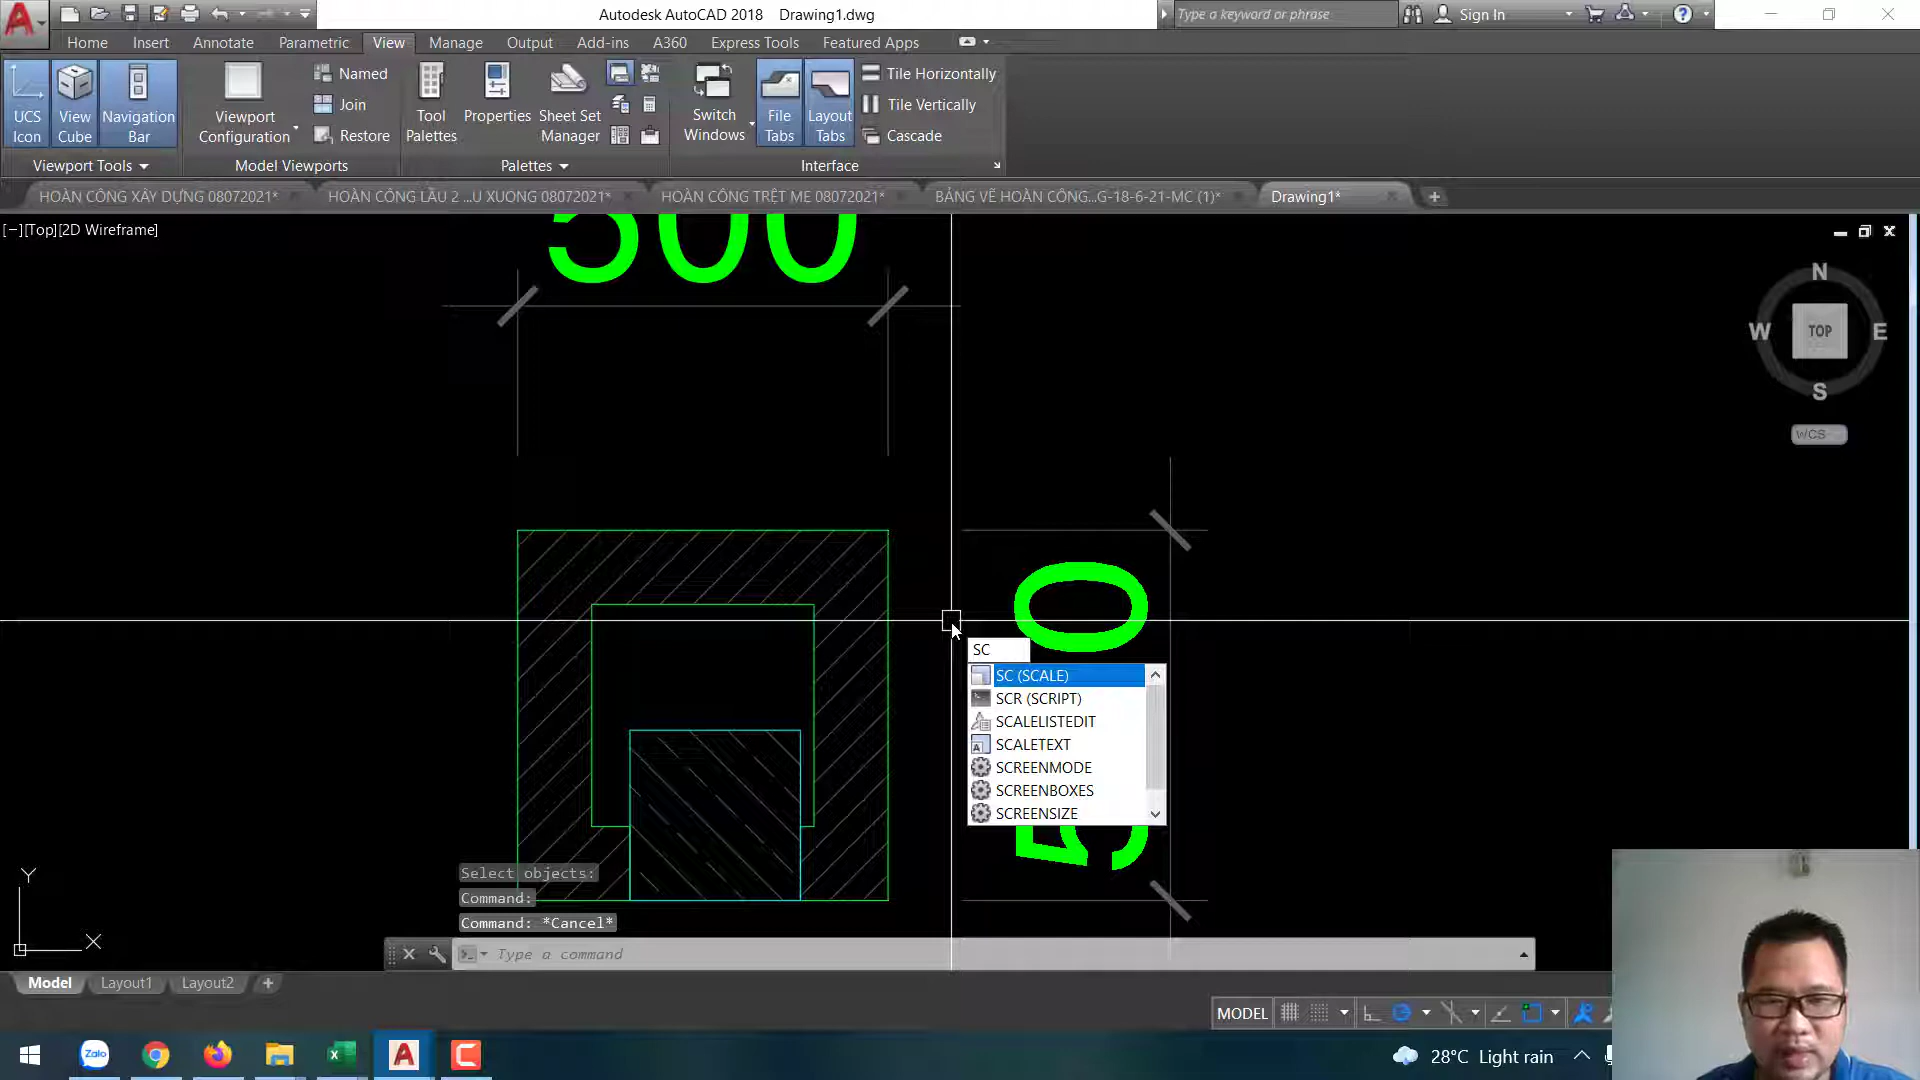 Autodesk AutoCAD 2018 Drawing1.dwg
Type a keyword or phrase
Sign In
Home Insert Annotate Parametric View Manage Output Add-ins A360 Express Tools Featured Apps
UCS Icon
View Cube
Navigation Bar
Viewport Configuration
Named
Join
Restore
Tool Palettes
Properties
Sheet Set Manager
Switch Windows
File Tabs
Layout Tabs
Tile Horizontally
Tile Vertically
Cascade
Viewport Tools Model Viewports Palettes Interface
HOÀN CÔNG XÂY DỰNG 08072021* HOÀN CÔNG LẦU 2 ...U XUONG 08072021* HOÀN CÔNG TRỆT ME 08072021* BẢNG VẼ HOÀN CÔNG...G-18-6-21-MC (1)* Drawing1*
[−][Top][2D Wireframe]
500
N
W TOP E
S
WCS
SC
SC (SCALE)
SCR (SCRIPT)
SCALELISTEDIT
SCALETEXT
SCREENMODE
SCREENBOXES
SCREENSIZE
Y
X
Select objects:
Command:
Command: *Cancel*
Type a command
Model Layout1 Layout2
MODEL
Zalo
28°C Light rain